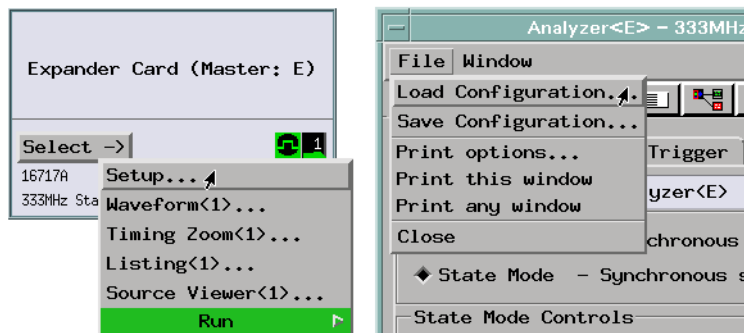 Expander Card (Master: E)
Select ->
1
16717A
333MHz Sta
Setup...
Waveform<1>...
Timing Zoom<1>...
Listing<1>...
Source Viewer<1>...
Run
Analyzer<E> - 333MHz
File Window
Load Configuration...
Save Configuration...
Print options...
Print this window
Print any window
Close
Trigger
yzer<E>
chronous
State Mode - Synchronous s
State Mode Controls